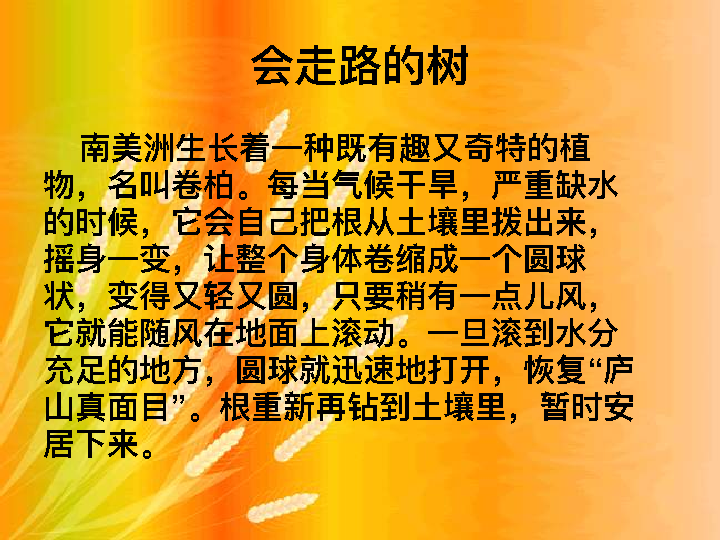 会走路的树
南美洲生长着一种既有趣又奇特的植
物，名叫卷柏。每当气候干旱，严重缺水
的时候，它会自己把根从土壤里拨出来，
摇身一变，让整个身体卷缩成一个圆球
状，变得又轻又圆，只要稍有一点儿风，
它就能随风在地面上滚动。一旦滚到水分
充足的地方，圆球就迅速地打开，恢复“庐
山真面目”。根重新再钻到土壤里，暂时安
居下来。